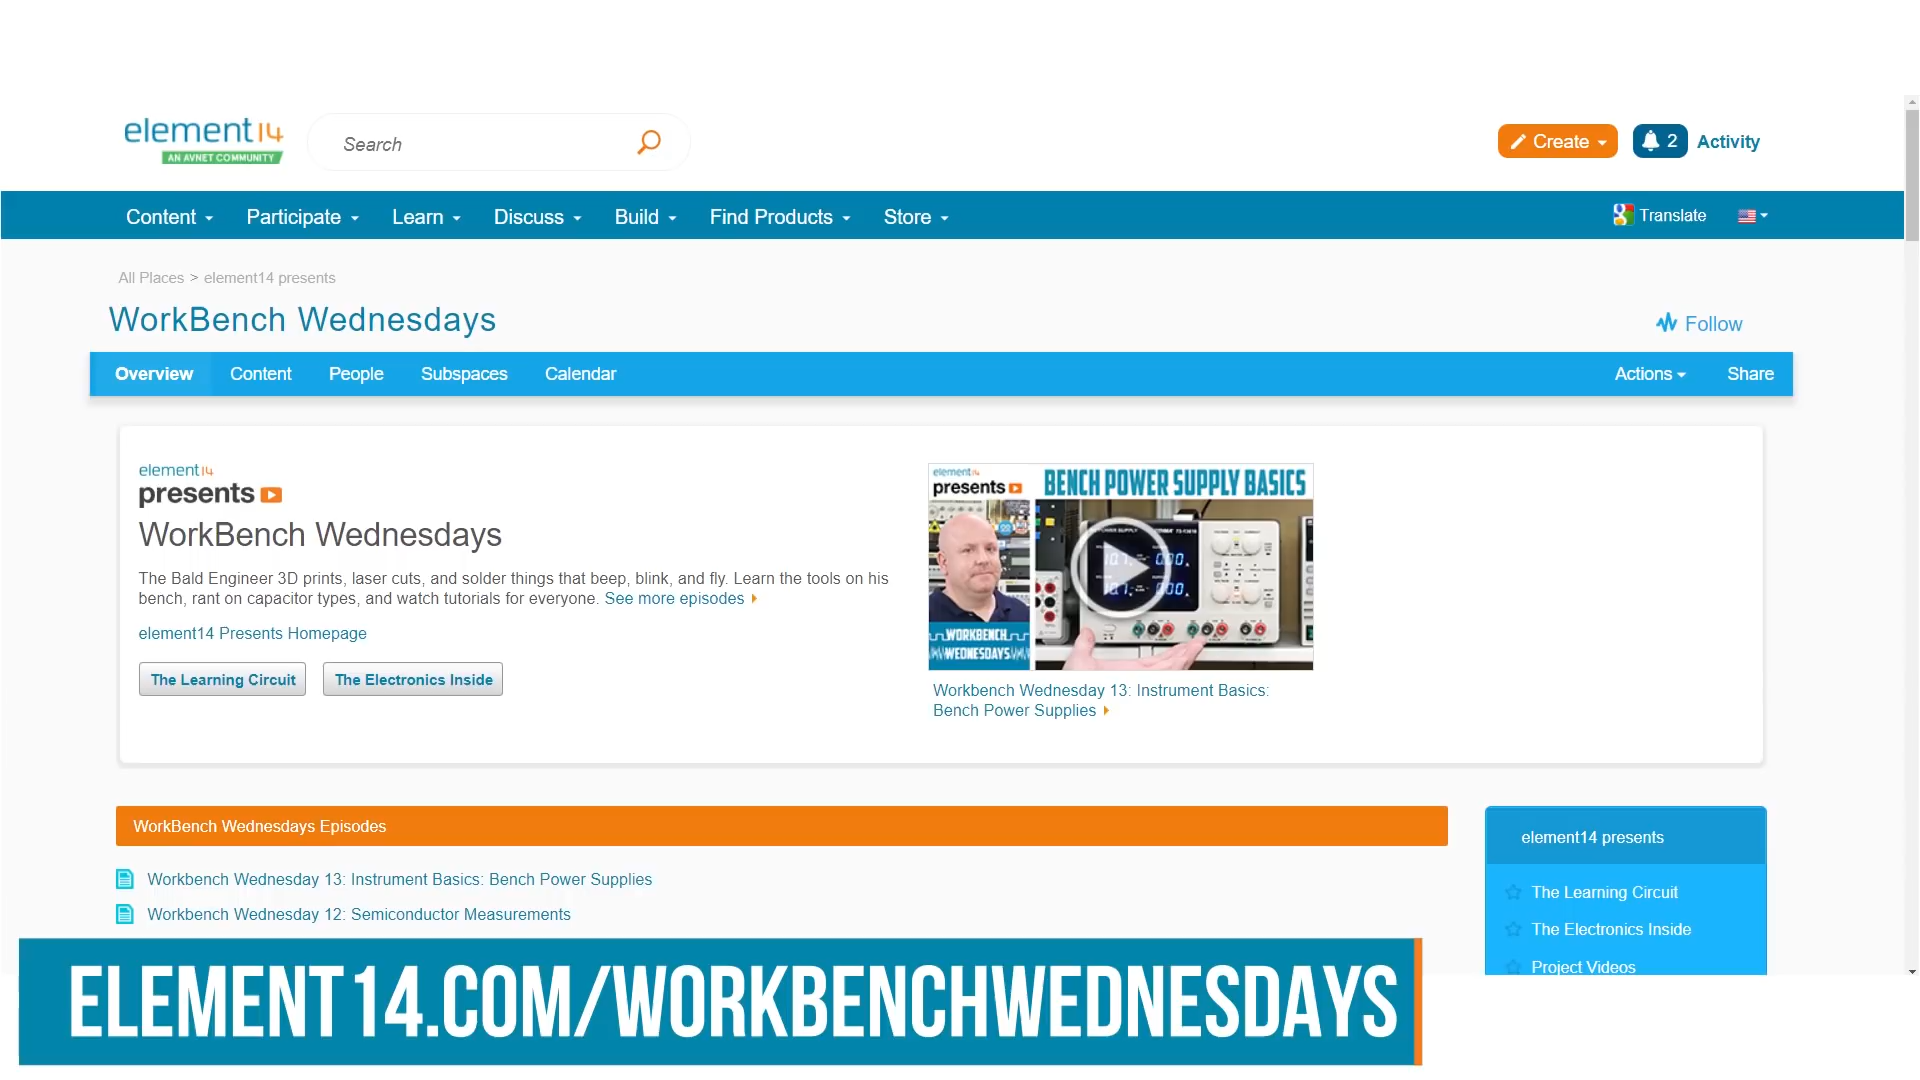 element14
AN AVNET COMMUNITY
Search
Create
2
Activity
Content
Participate
Learn
Discuss
Build
Find Products
Store
Translate
All Places > element14 presents
WorkBench Wednesdays
Follow
Overview
Content
People
Subspaces
Calendar
Actions
Share
element14
presents
WorkBench Wednesdays
The Bald Engineer 3D prints, laser cuts, and solder things that beep, blink, and fly. Learn the tools on his
bench, rant on capacitor types, and watch tutorials for everyone. See more episodes
element14 Presents Homepage
The Learning Circuit
The Electronics Inside
element14
presents
BENCH POWER SUPPLY BASICS
WORKBENCH
WEDNESDAYS
Workbench Wednesday 13: Instrument Basics:
Bench Power Supplies
WorkBench Wednesdays Episodes
Workbench Wednesday 13: Instrument Basics: Bench Power Supplies
Workbench Wednesday 12: Semiconductor Measurements
element14 presents
The Learning Circuit
The Electronics Inside
Project Videos
ELEMENT14.COM/WORKBENCHWEDNESDAYS